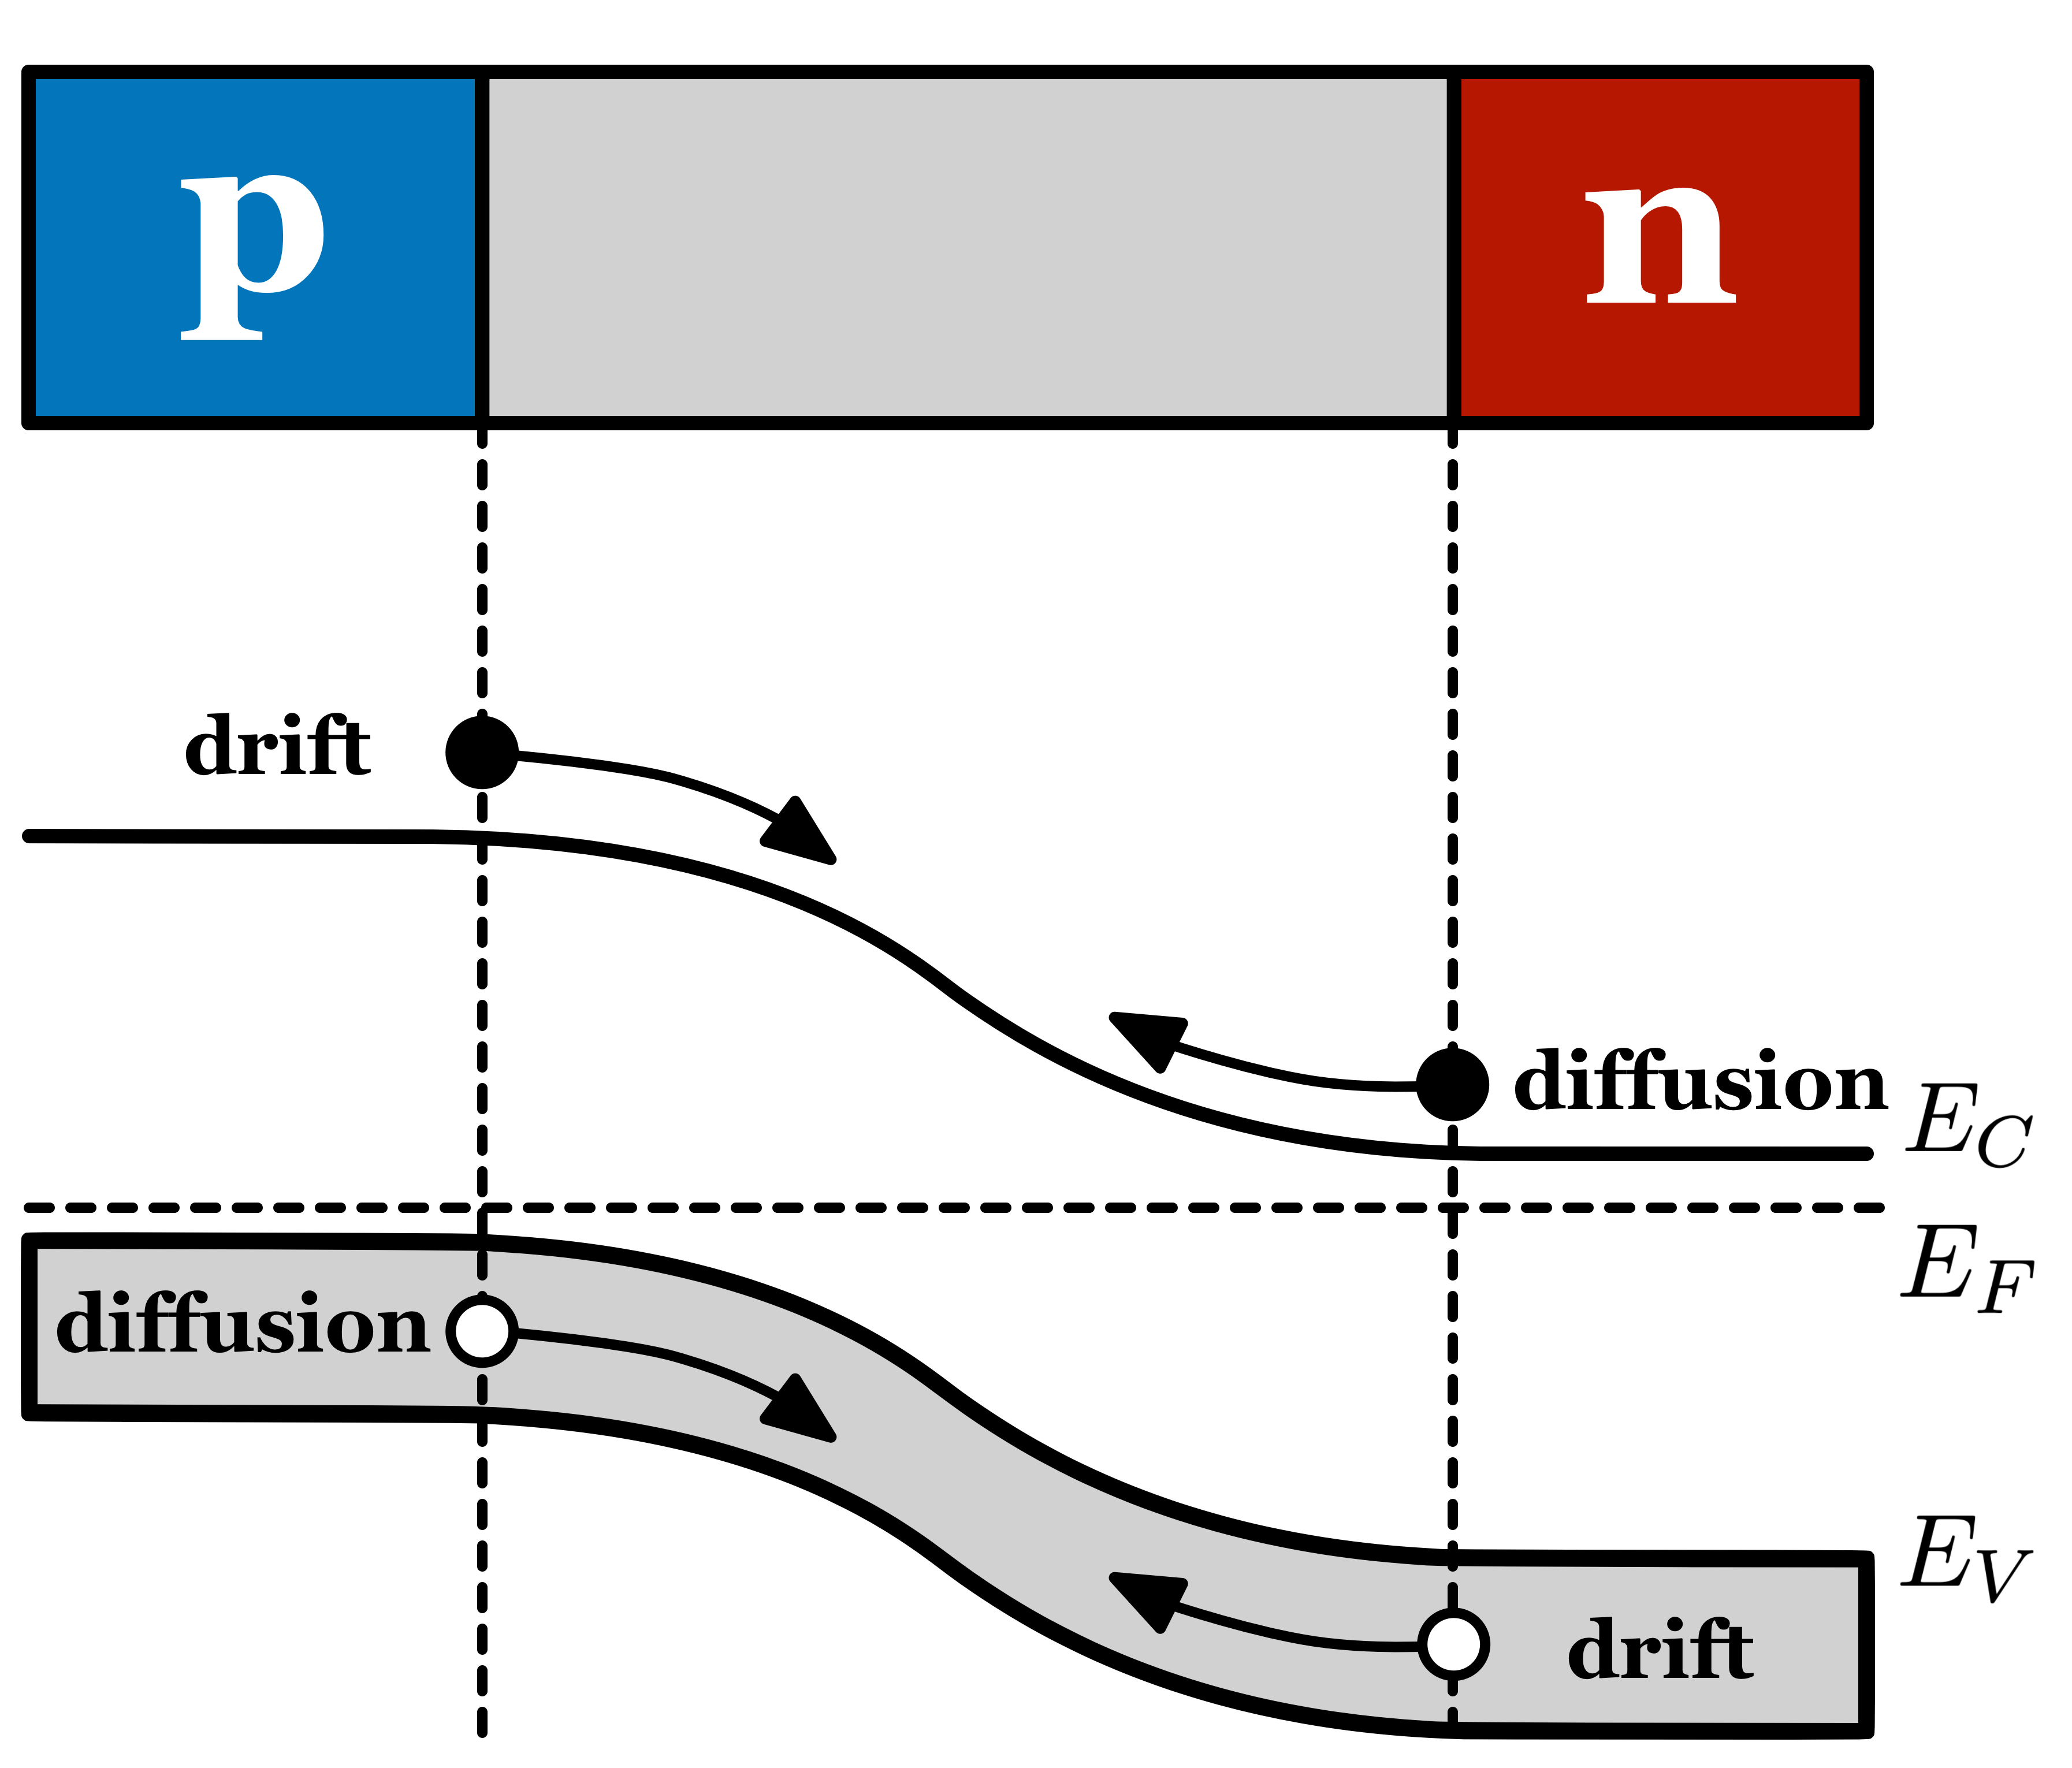 p
n
drift
diffusion
E_C
E_F
diffusion
E_V
drift